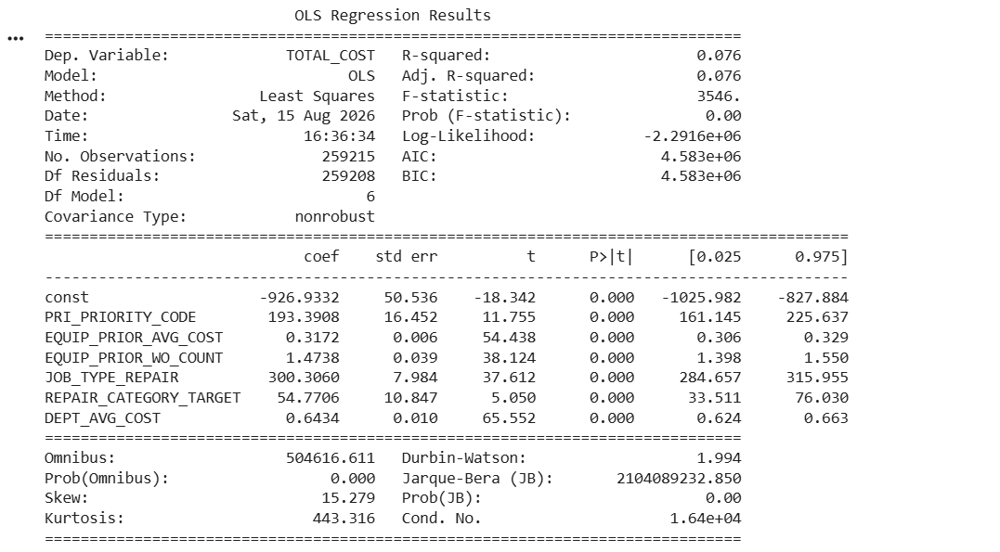 OLS Regression Results
...
==============================================================================
Dep. Variable: TOTAL_COST R-squared: 0.076
Model: OLS Adj. R-squared: 0.076
Method: Least Squares F-statistic: 3546.
Date: Sat, 15 Aug 2026 Prob (F-statistic): 0.00
Time: 16:36:34 Log-Likelihood: -2.2916e+06
No. Observations: 259215 AIC: 4.583e+06
Df Residuals: 259208 BIC: 4.583e+06
Df Model: 6
Covariance Type: nonrobust
==========================================================================================
coef std err t P>|t| [0.025 0.975]
------------------------------------------------------------------------------------------
const -926.9332 50.536 -18.342 0.000 -1025.982 -827.884
PRI_PRIORITY_CODE 193.3908 16.452 11.755 0.000 161.145 225.637
EQUIP_PRIOR_AVG_COST 0.3172 0.006 54.438 0.000 0.306 0.329
EQUIP_PRIOR_WO_COUNT 1.4738 0.039 38.124 0.000 1.398 1.550
JOB_TYPE_REPAIR 300.3060 7.984 37.612 0.000 284.657 315.955
REPAIR_CATEGORY_TARGET 54.7706 10.847 5.050 0.000 33.511 76.030
DEPT_AVG_COST 0.6434 0.010 65.552 0.000 0.624 0.663
==============================================================================
Omnibus: 504616.611 Durbin-Watson: 1.994
Prob(Omnibus): 0.000 Jarque-Bera (JB): 2104089232.850
Skew: 15.279 Prob(JB): 0.00
Kurtosis: 443.316 Cond. No. 1.64e+04
==============================================================================